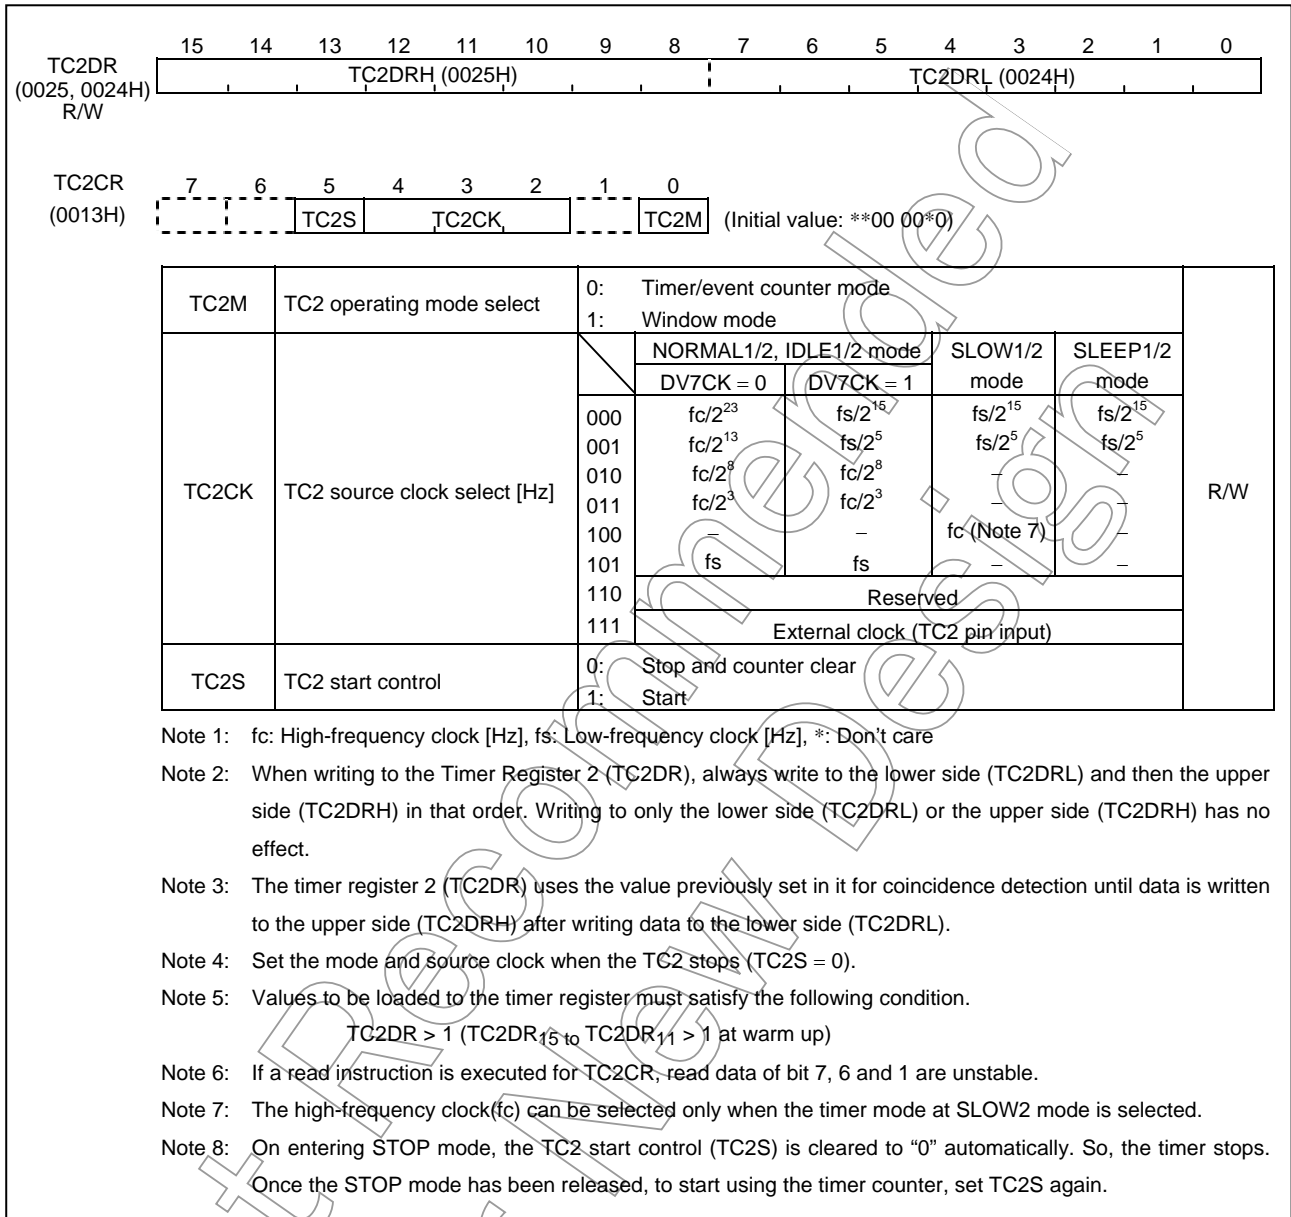 15 14 13 12 11 10 9 8 7 6 5 4 3 2 1 0
TC2DR
(0025, 0024H)
R/W
TC2DRH (0025H) TC2DRL (0024H)
TC2CR
(0013H)
7 6 5 4 3 2 1 0
TC2S TC2CK TC2M (Initial value: **00 00*0)
TC2M TC2 operating mode select 0: Timer/event counter mode
1: Window mode
R/W
TC2CK TC2 source clock select [Hz]
NORMAL1/2, IDLE1/2 mode SLOW1/2 mode SLEEP1/2 mode
DV7CK = 0 DV7CK = 1
000 fc/2^23 fs/2^15 fs/2^15 fs/2^15
001 fc/2^13 fs/2^5 fs/2^5 fs/2^5
010 fc/2^8 fc/2^8 – –
011 fc/2^3 fc/2^3 – –
100 – – fc (Note 7) –
101 fs fs – –
110 Reserved
111 External clock (TC2 pin input)
TC2S TC2 start control 0: Stop and counter clear
1: Start
Note 1: fc: High-frequency clock [Hz], fs: Low-frequency clock [Hz], *: Don't care
Note 2: When writing to the Timer Register 2 (TC2DR), always write to the lower side (TC2DRL) and then the upper
side (TC2DRH) in that order. Writing to only the lower side (TC2DRL) or the upper side (TC2DRH) has no
effect.
Note 3: The timer register 2 (TC2DR) uses the value previously set in it for coincidence detection until data is written
to the upper side (TC2DRH) after writing data to the lower side (TC2DRL).
Note 4: Set the mode and source clock when the TC2 stops (TC2S = 0).
Note 5: Values to be loaded to the timer register must satisfy the following condition.
TC2DR > 1 (TC2DR15 to TC2DR11 > 1 at warm up)
Note 6: If a read instruction is executed for TC2CR, read data of bit 7, 6 and 1 are unstable.
Note 7: The high-frequency clock(fc) can be selected only when the timer mode at SLOW2 mode is selected.
Note 8: On entering STOP mode, the TC2 start control (TC2S) is cleared to "0" automatically. So, the timer stops.
Once the STOP mode has been released, to start using the timer counter, set TC2S again.
t Recommended
New Design